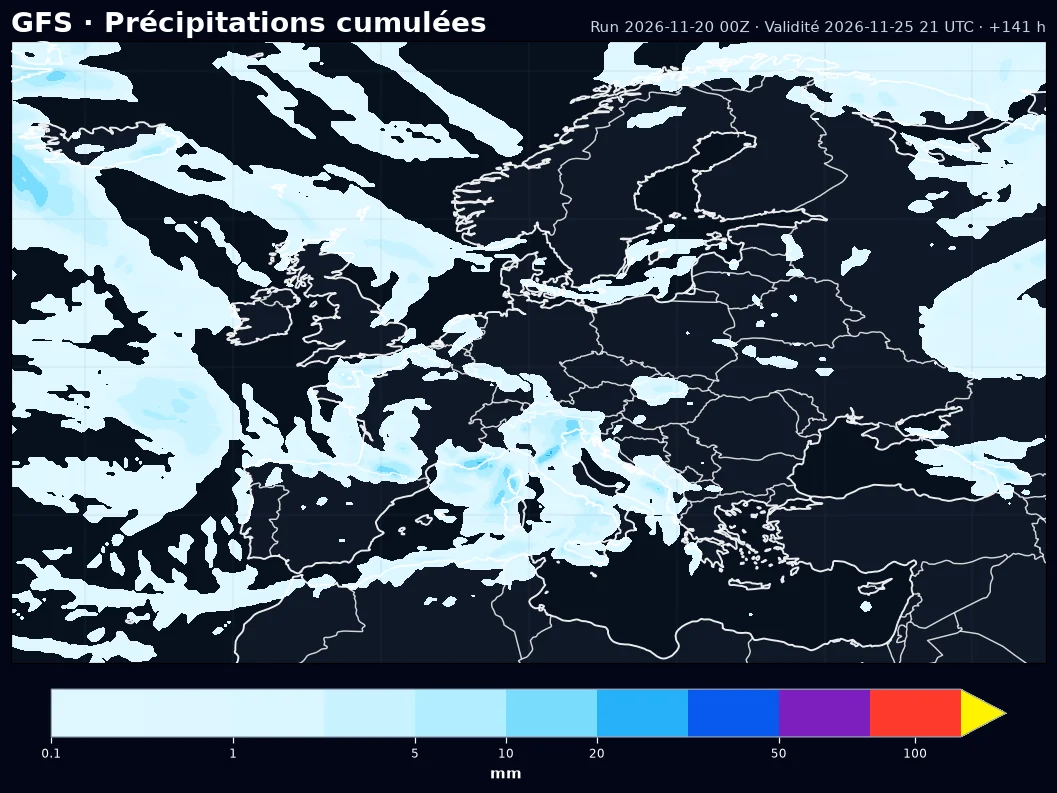 GFS · Précipitations cumulées
Run 2026-11-20 00Z · Validité 2026-11-25 21 UTC · +141 h
0.1 1 5 10 20 50 100
mm